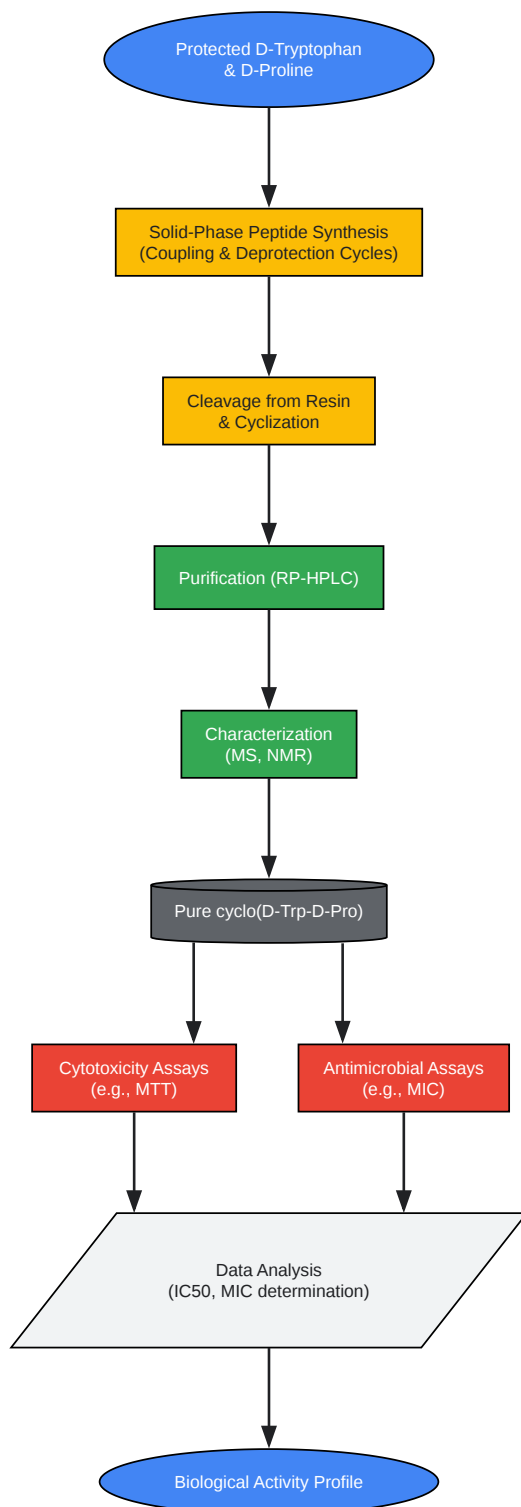 Protected D-Tryptophan
& D-Proline
Solid-Phase Peptide Synthesis
(Coupling & Deprotection Cycles)
Cleavage from Resin
& Cyclization
Purification (RP-HPLC)
Characterization
(MS, NMR)
Pure cyclo(D-Trp-D-Pro)
Cytotoxicity Assays
(e.g., MTT)
Antimicrobial Assays
(e.g., MIC)
Data Analysis
(IC50, MIC determination)
Biological Activity Profile